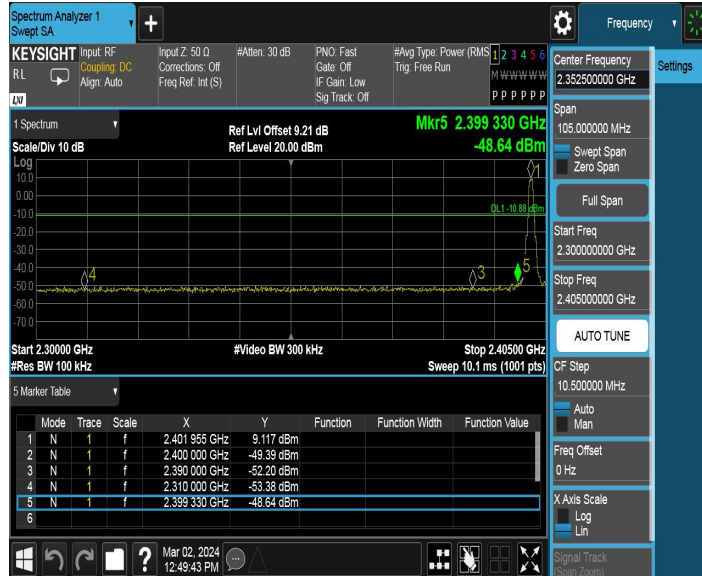 Spectrum Analyzer 1
Swept SA
+
Frequency
KEYSIGHT
RL
LXI
Input: RF
Coupling: DC
Align: Auto
Input Z: 50 Ω
Corrections: Off
Freq Ref: Int (S)
#Atten: 30 dB
PNO: Fast
Gate: Off
IF Gain: Low
Sig Track: Off
#Avg Type: Power (RMS
Trig: Free Run
1 2 3 4 5 6
M W W W W W
P P P P P P
1 Spectrum
Scale/Div 10 dB
Ref Lvl Offset 9.21 dB
Ref Level 20.00 dBm
Mkr5 2.399 330 GHz
-48.64 dBm
Log
10.0
0.00
-10.0
-20.0
-30.0
-40.0
-50.0
-60.0
-70.0
1
DL1 -10.88 dBm
4
3
5
Start 2.30000 GHz
#Video BW 300 kHz
Stop 2.40500 GHz
#Res BW 100 kHz
Sweep 10.1 ms (1001 pts)
5 Marker Table
Mode Trace Scale X Y Function Function Width Function Value
1 N 1 f 2.401 955 GHz 9.117 dBm
2 N 1 f 2.400 000 GHz -49.39 dBm
3 N 1 f 2.390 000 GHz -52.20 dBm
4 N 1 f 2.310 000 GHz -53.38 dBm
5 N 1 f 2.399 330 GHz -48.64 dBm
6
?
Mar 02, 2024
12:49:43 PM
Center Frequency
2.352500000 GHz
Settings
Span
105.000000 MHz
Swept Span
Zero Span
Full Span
Start Freq
2.300000000 GHz
Stop Freq
2.405000000 GHz
AUTO TUNE
CF Step
10.500000 MHz
Auto
Man
Freq Offset
0 Hz
X Axis Scale
Log
Lin
Signal Track
(Span Zoom)